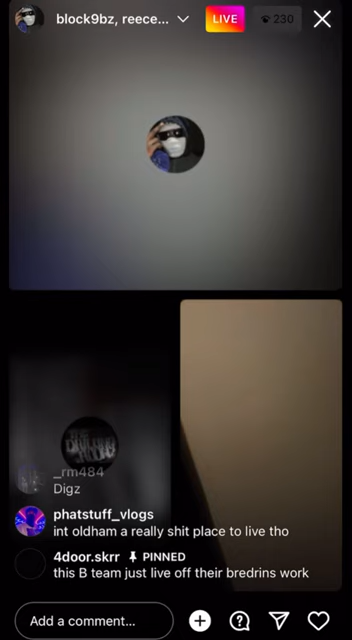 block9bz, reece...
LIVE
230
_rm484
Digz
phatstuff_vlogs
int oldham a really shit place to live tho
4door.skrr PINNED
this B team just live off their bredrins work
Add a comment...